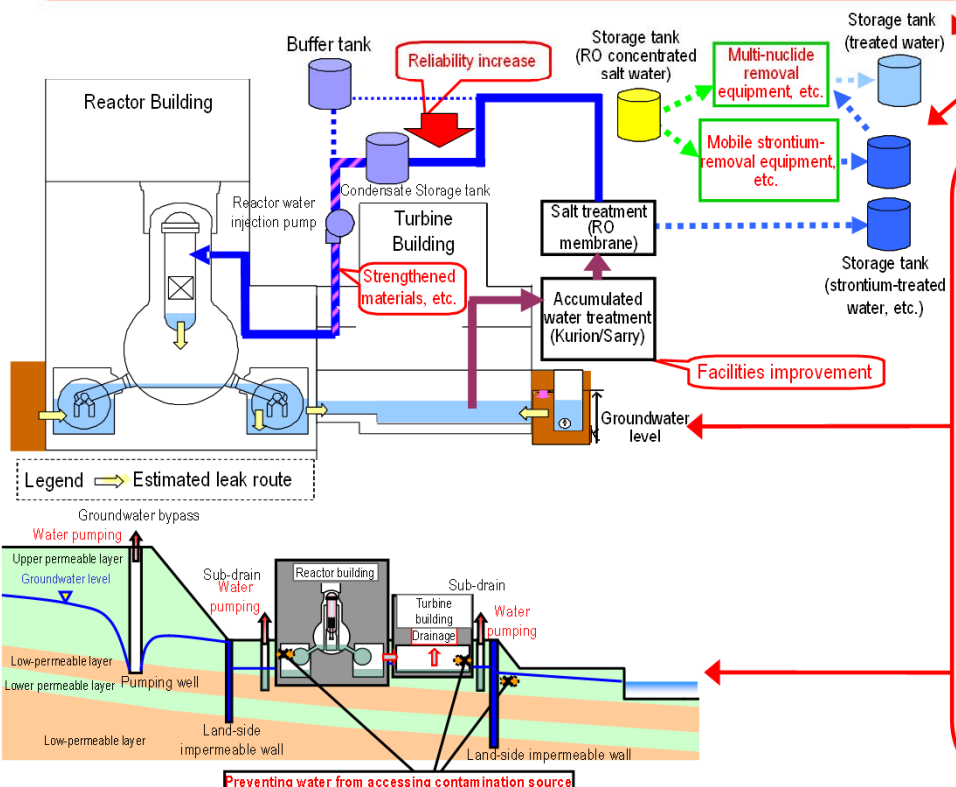 Storage tank
(treated water)
Storage tank
(RO concentrated
salt water)
Buffer tank
Reliability increase
Multi-nuclide
removal
equipment, etc.
Reactor Building
Mobile strontium-
removal equipment,
etc.
Condensate Storage tank
Reactor water
injection pump
Turbine
Building
Salt treatment
(RO
membrane)
Storage tank
(strontium-treated
water, etc.)
Strengthened
materials, etc.
Accumulated
water treatment
(Kurion/Sarry)
Facilities improvement
Groundwater
level
Legend
Estimated leak route
Groundwater bypass
Water pumping
Upper permeable layer
Groundwater level
Sub-drain
Water
pumping
Reactor building
Sub-drain
Turbine
building
Drainage
Water
pumping
Low-permeable layer
Lower permeable layer
Pumping well
Low-permeable layer
Land-side
impermeable wall
Land-side impermeable wall
Preventing water from accessing contamination source